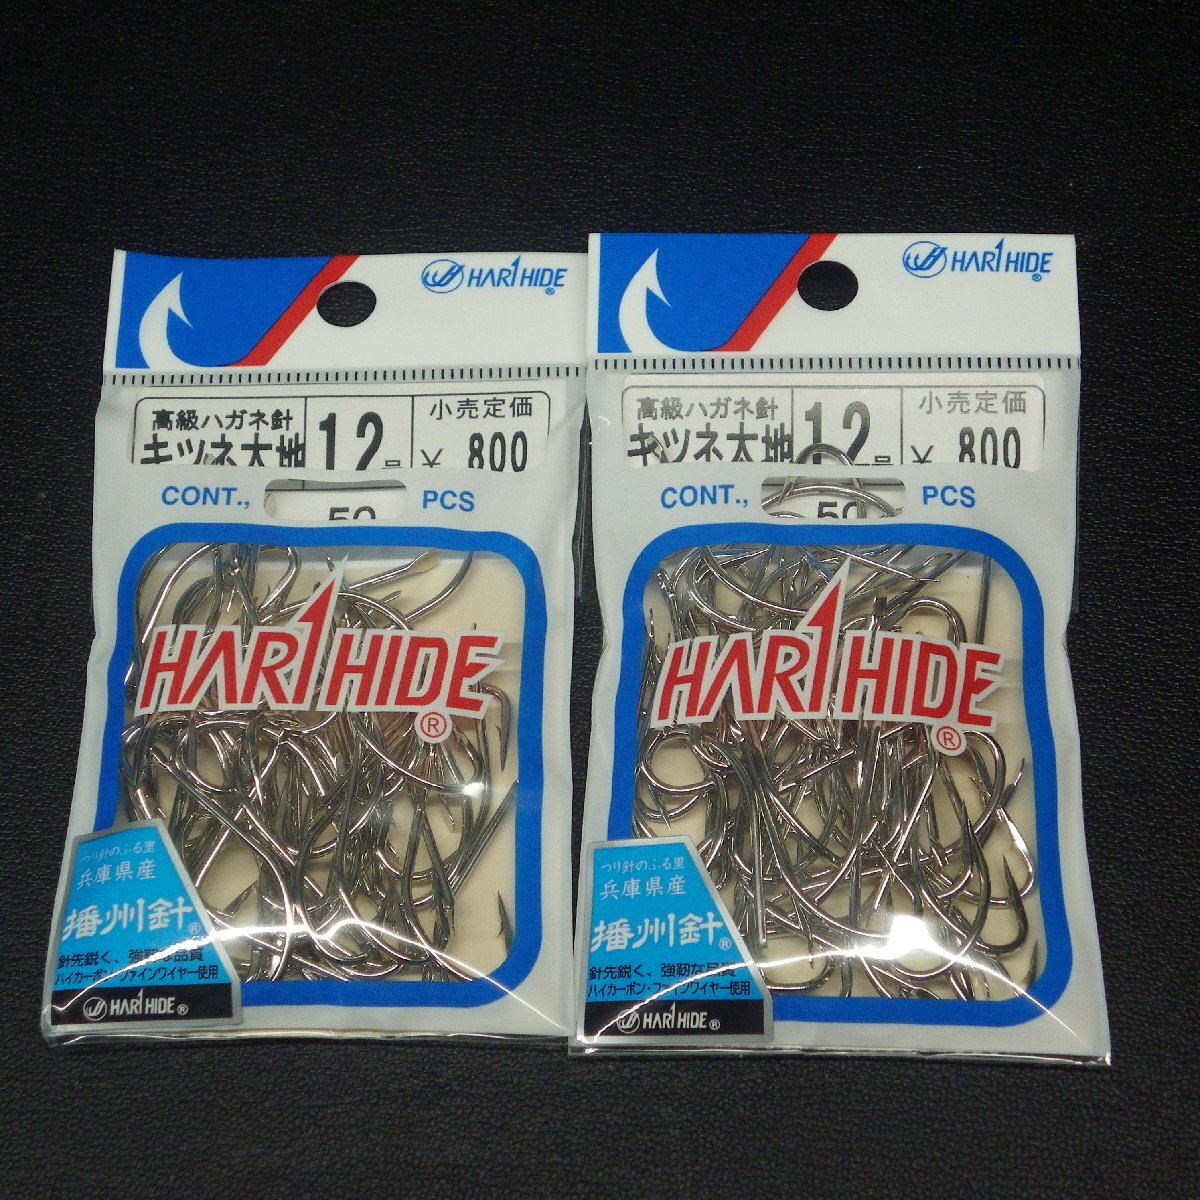 HARIHIDE®
高級ハガネ針
キツネ大地
12号
小売定価
¥ 800
CONT., 50 PCS
HARIHIDE®
つり針のふる里
兵庫県産
播州針®
針先鋭く、強靭な品質
ハイカーボン・ファインワイヤー使用
HARIHIDE®
HARIHIDE®
高級ハガネ針
キツネ大地
12号
小売定価
¥ 800
CONT., 50 PCS
HARIHIDE®
つり針のふる里
兵庫県産
播州針®
針先鋭く、強靭な品質
ハイカーボン・ファインワイヤー使用
HARIHIDE®